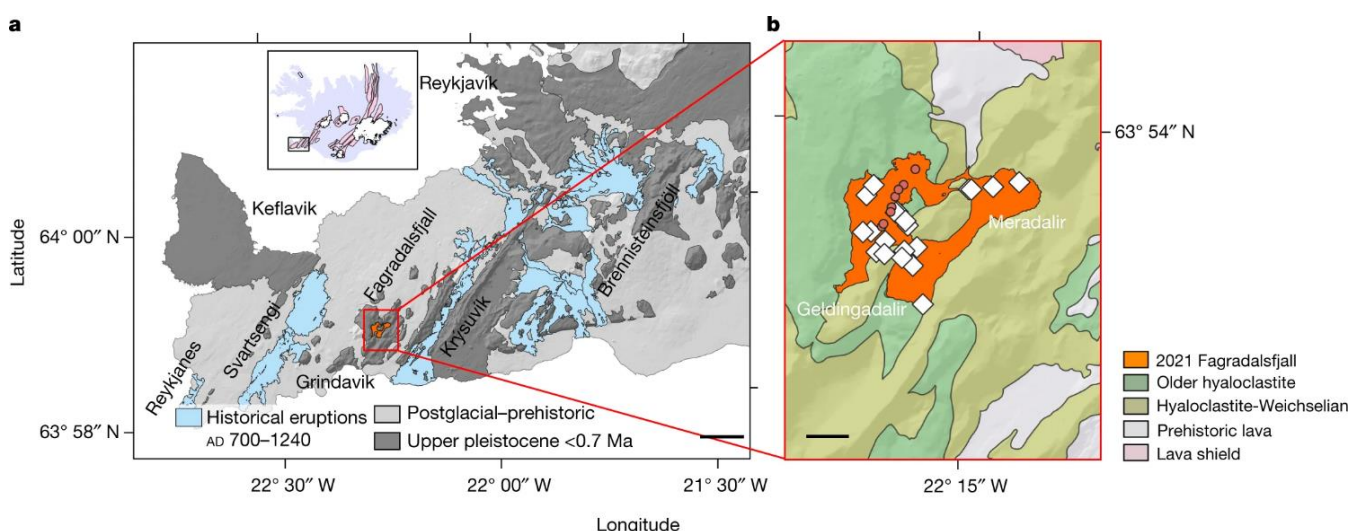 a
b
Reykjavík
Keflavik
Fagradalsfjall
Brennisteinsfjöll
Krýsuvik
Svartsengi
Reykjanes
Grindavik
Historical eruptions
AD 700–1240
Postglacial–prehistoric
Upper pleistocene <0.7 Ma
Latitude
64° 00″ N
63° 58″ N
22° 30″ W
22° 00″ W
21° 30″ W
Longitude
63° 54″ N
Meradalir
Geldingadalir
22° 15″ W
2021 Fagradalsfjall
Older hyaloclastite
Hyaloclastite-Weichselian
Prehistoric lava
Lava shield